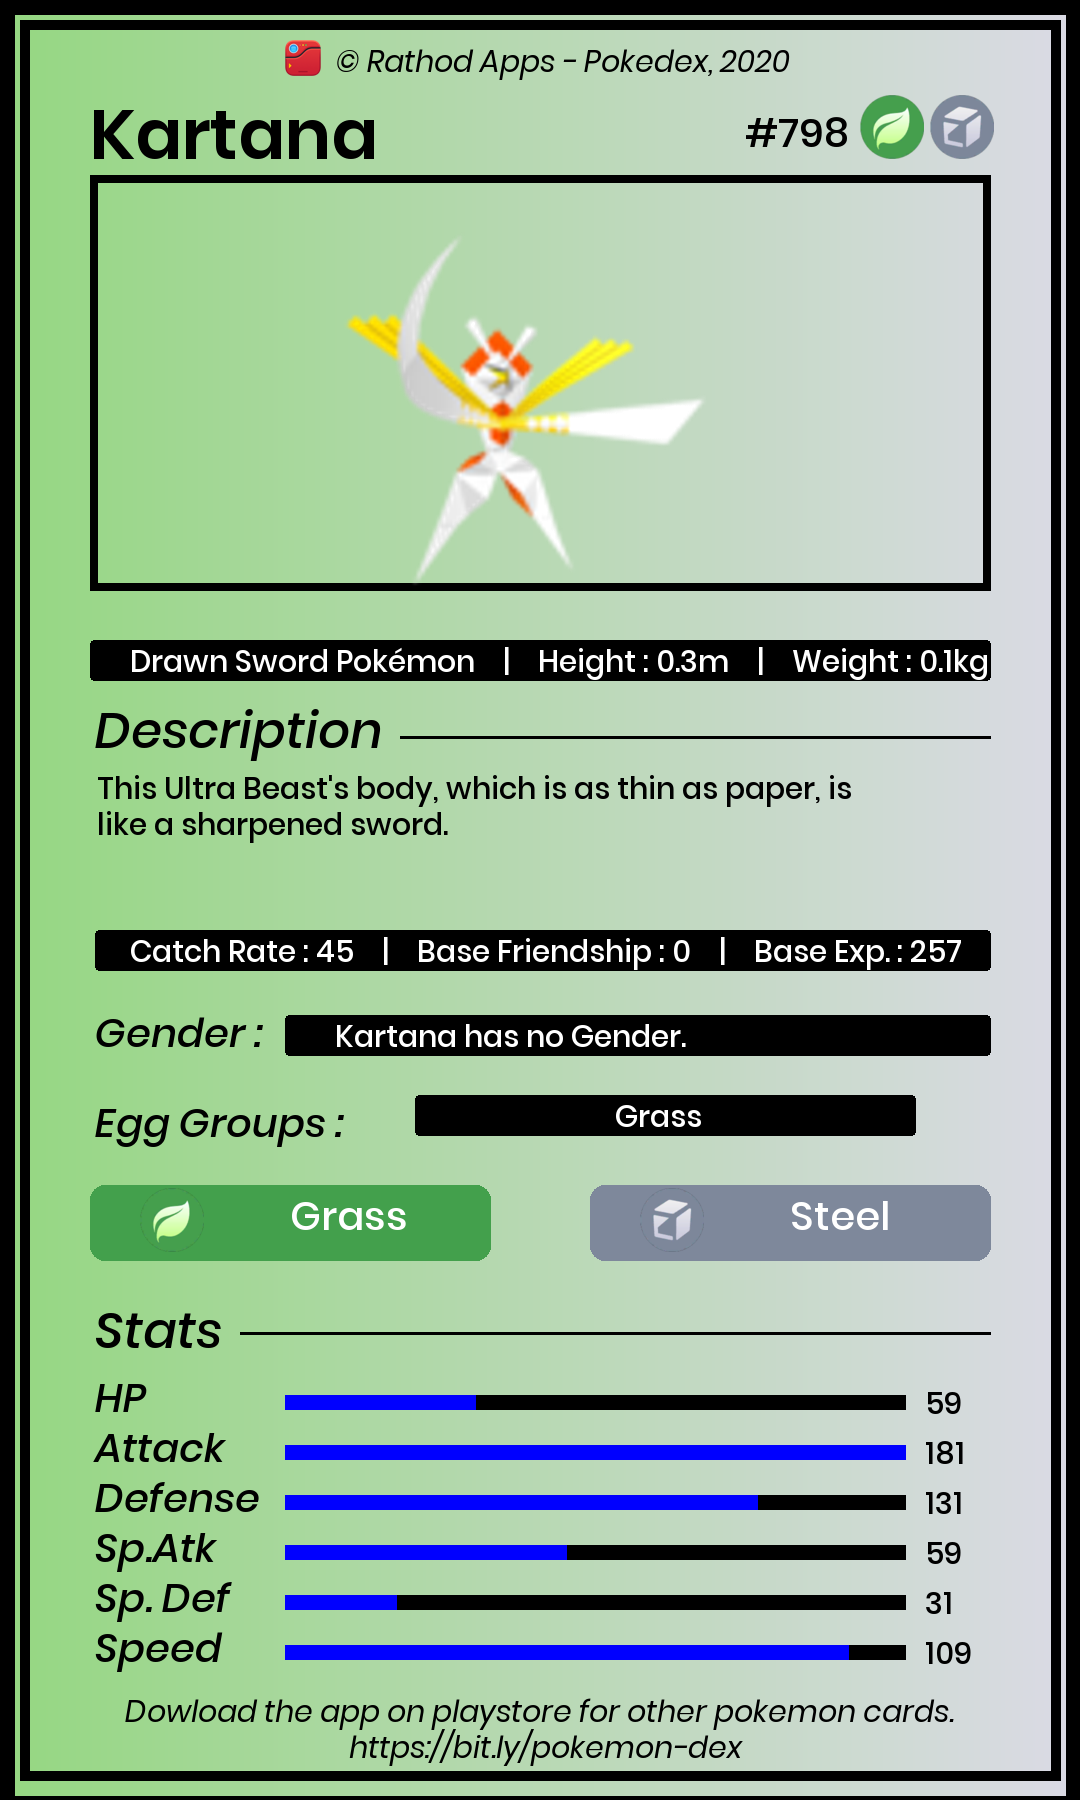 © Rathod Apps - Pokedex, 2020
Kartana #798
Drawn Sword Pokémon | Height : 0.3m | Weight : 0.1kg
Description
This Ultra Beast's body, which is as thin as paper, is
like a sharpened sword.
Catch Rate : 45 | Base Friendship : 0 | Base Exp. : 257
Gender : Kartana has no Gender.
Egg Groups : Grass
Grass Steel
Stats
HP 59
Attack 181
Defense 131
Sp.Atk 59
Sp. Def 31
Speed 109
Dowload the app on playstore for other pokemon cards.
https://bit.ly/pokemon-dex